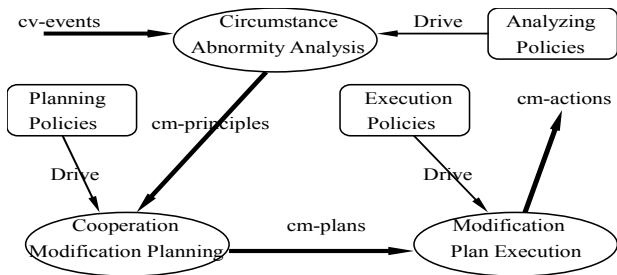 cv-events
Circumstance
Abnormity Analysis
Drive
Analyzing
Policies
Planning
Policies
cm-principles
Execution
Policies
cm-actions
Drive
Drive
Cooperation
Modification Planning
cm-plans
Modification
Plan Execution